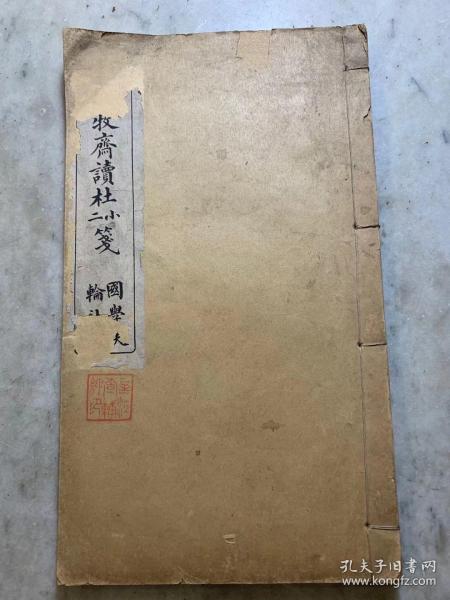 牧齋讀杜小二箋
國學
輪
夫
孔夫子旧书网
www.kongfz.com